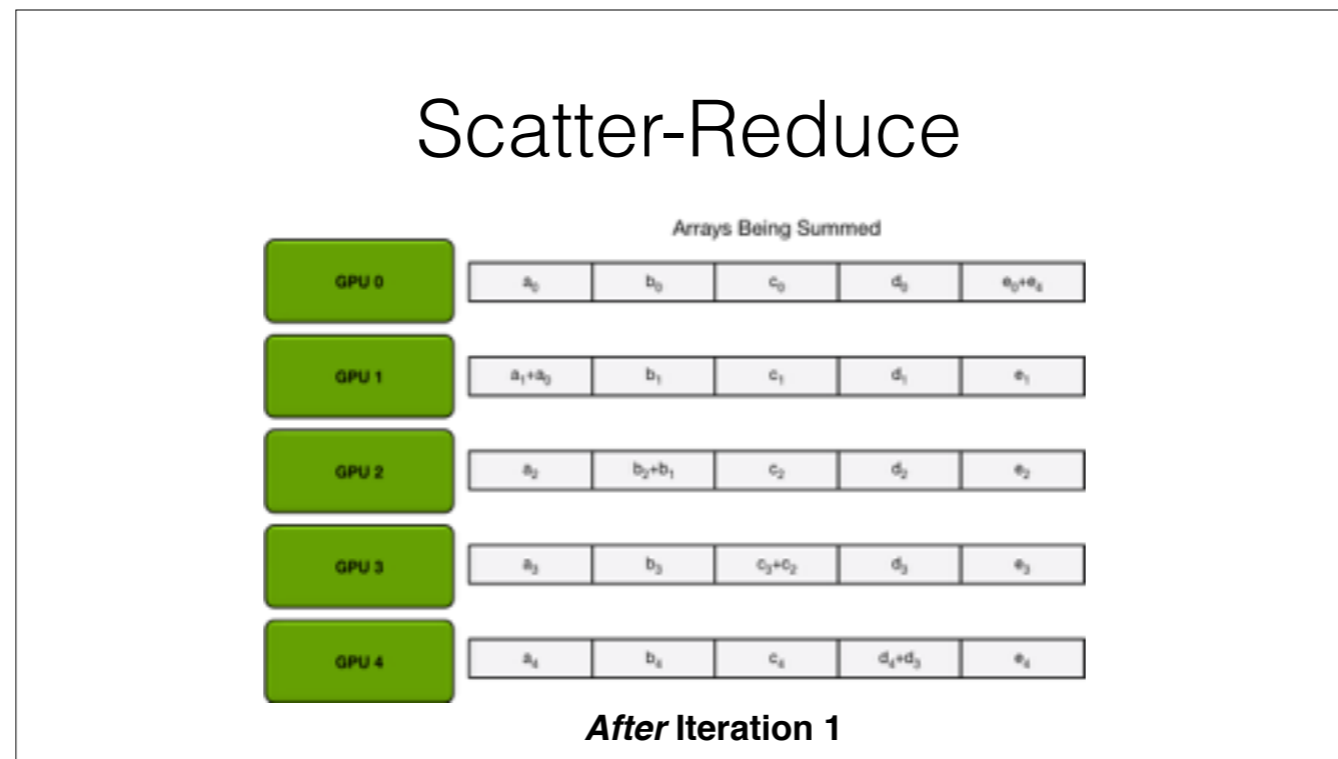 Scatter-Reduce
Arrays Being Summed
GPU 0 a₀ b₀ c₀ d₀ e₀+e₄
GPU 1 a₁+a₀ b₁ c₁ d₁ e₁
GPU 2 a₂ b₂+b₁ c₂ d₂ e₂
GPU 3 a₃ b₃ c₃+c₂ d₃ e₃
GPU 4 a₄ b₄ c₄ d₄+d₃ e₄
After Iteration 1